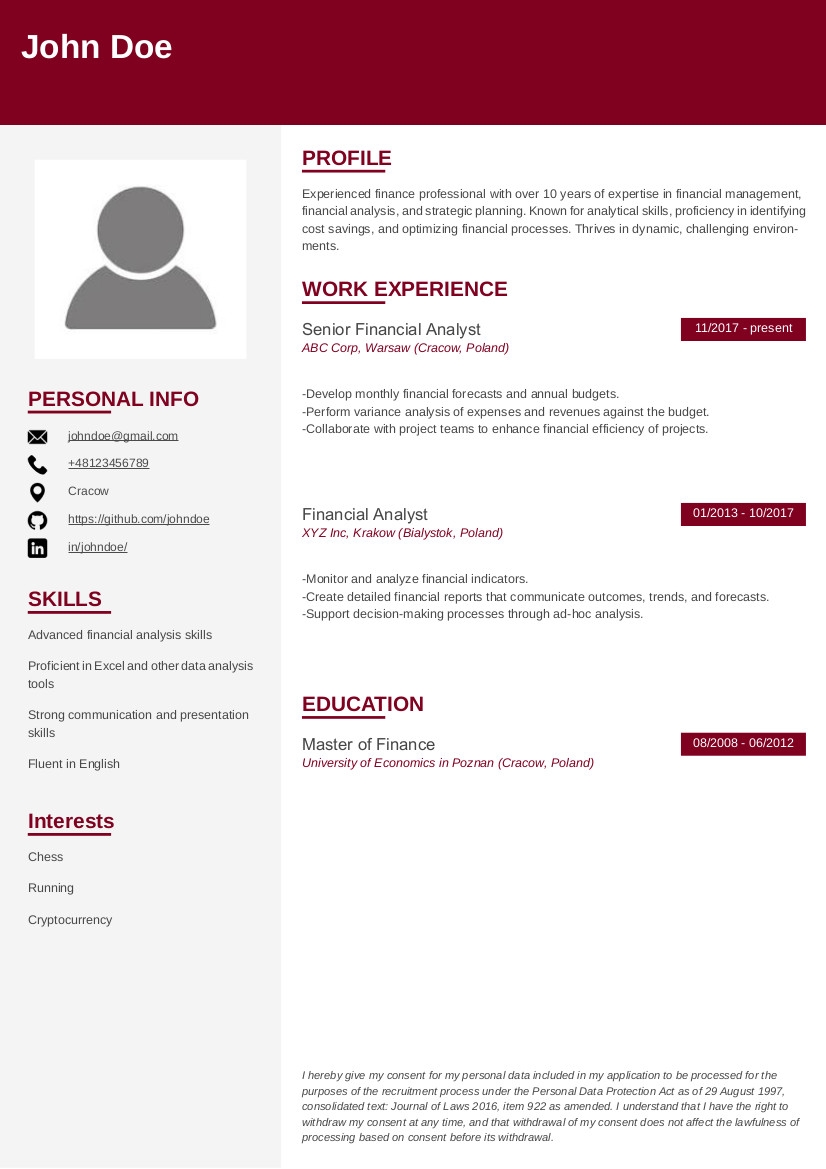 John Doe
PERSONAL INFO
johndoe@gmail.com
+48123456789
Cracow
https://github.com/johndoe
in/johndoe/
SKILLS
Advanced financial analysis skills
Proficient in Excel and other data analysis
tools
Strong communication and presentation
skills
Fluent in English
Interests
Chess
Running
Cryptocurrency
PROFILE
Experienced finance professional with over 10 years of expertise in financial management,
financial analysis, and strategic planning. Known for analytical skills, proficiency in identifying
cost savings, and optimizing financial processes. Thrives in dynamic, challenging environ-
ments.
WORK EXPERIENCE
Senior Financial Analyst
11/2017 - present
ABC Corp, Warsaw (Cracow, Poland)
-Develop monthly financial forecasts and annual budgets.
-Perform variance analysis of expenses and revenues against the budget.
-Collaborate with project teams to enhance financial efficiency of projects.
Financial Analyst
01/2013 - 10/2017
XYZ Inc, Krakow (Bialystok, Poland)
-Monitor and analyze financial indicators.
-Create detailed financial reports that communicate outcomes, trends, and forecasts.
-Support decision-making processes through ad-hoc analysis.
EDUCATION
Master of Finance
08/2008 - 06/2012
University of Economics in Poznan (Cracow, Poland)
I hereby give my consent for my personal data included in my application to be processed for the
purposes of the recruitment process under the Personal Data Protection Act as of 29 August 1997,
consolidated text: Journal of Laws 2016, item 922 as amended. I understand that I have the right to
withdraw my consent at any time, and that withdrawal of my consent does not affect the lawfulness of
processing based on consent before its withdrawal.